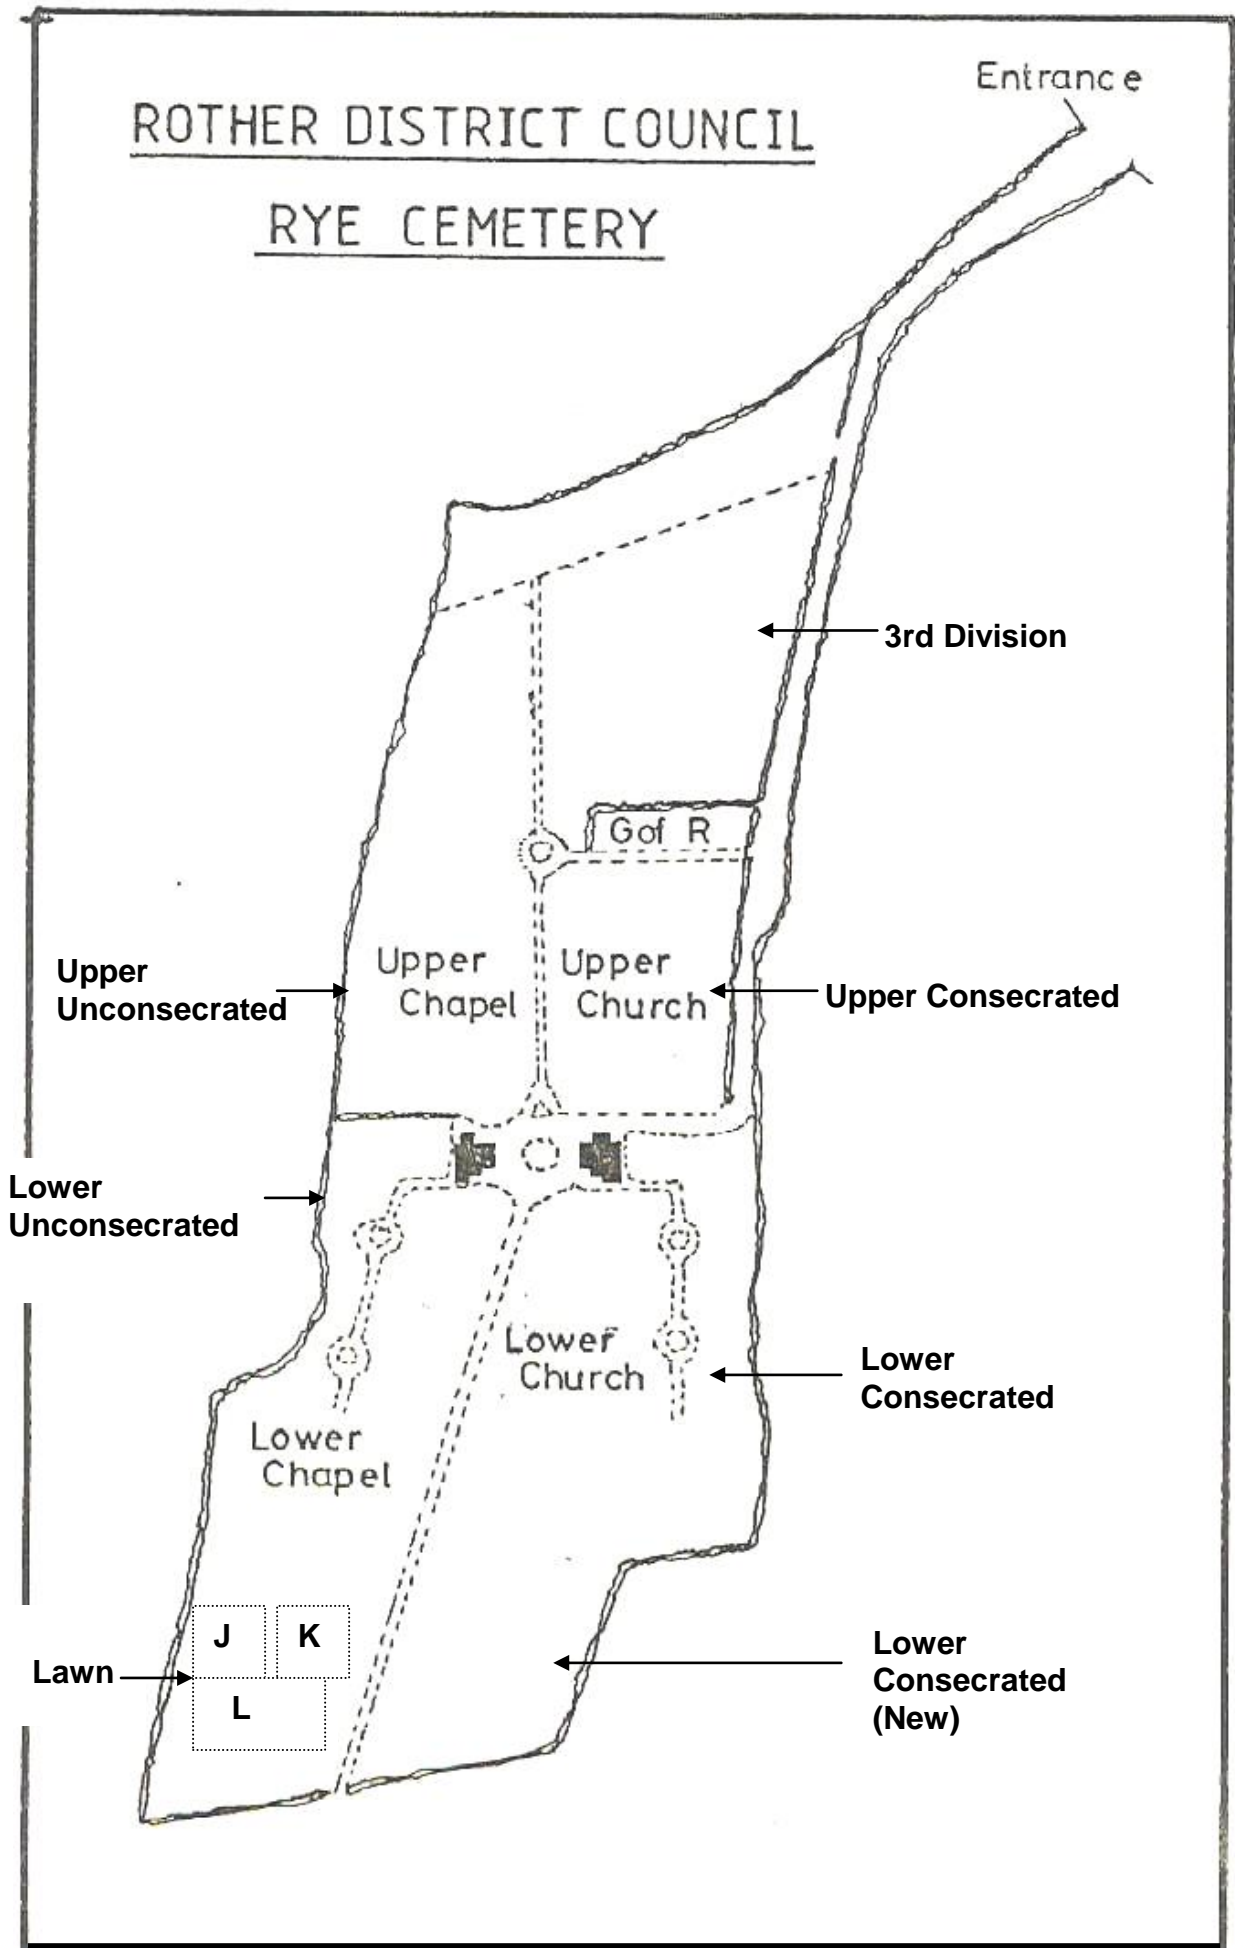 Entrance
ROTHER DISTRICT COUNCIL
RYE CEMETERY
3rd Division
G of R
Upper
Chapel
Upper
Church
Upper
Unconsecrated
Upper Consecrated
Lower
Unconsecrated
Lower
Church
Lower
Consecrated
Lower
Chapel
J
K
Lawn
L
Lower
Consecrated
(New)